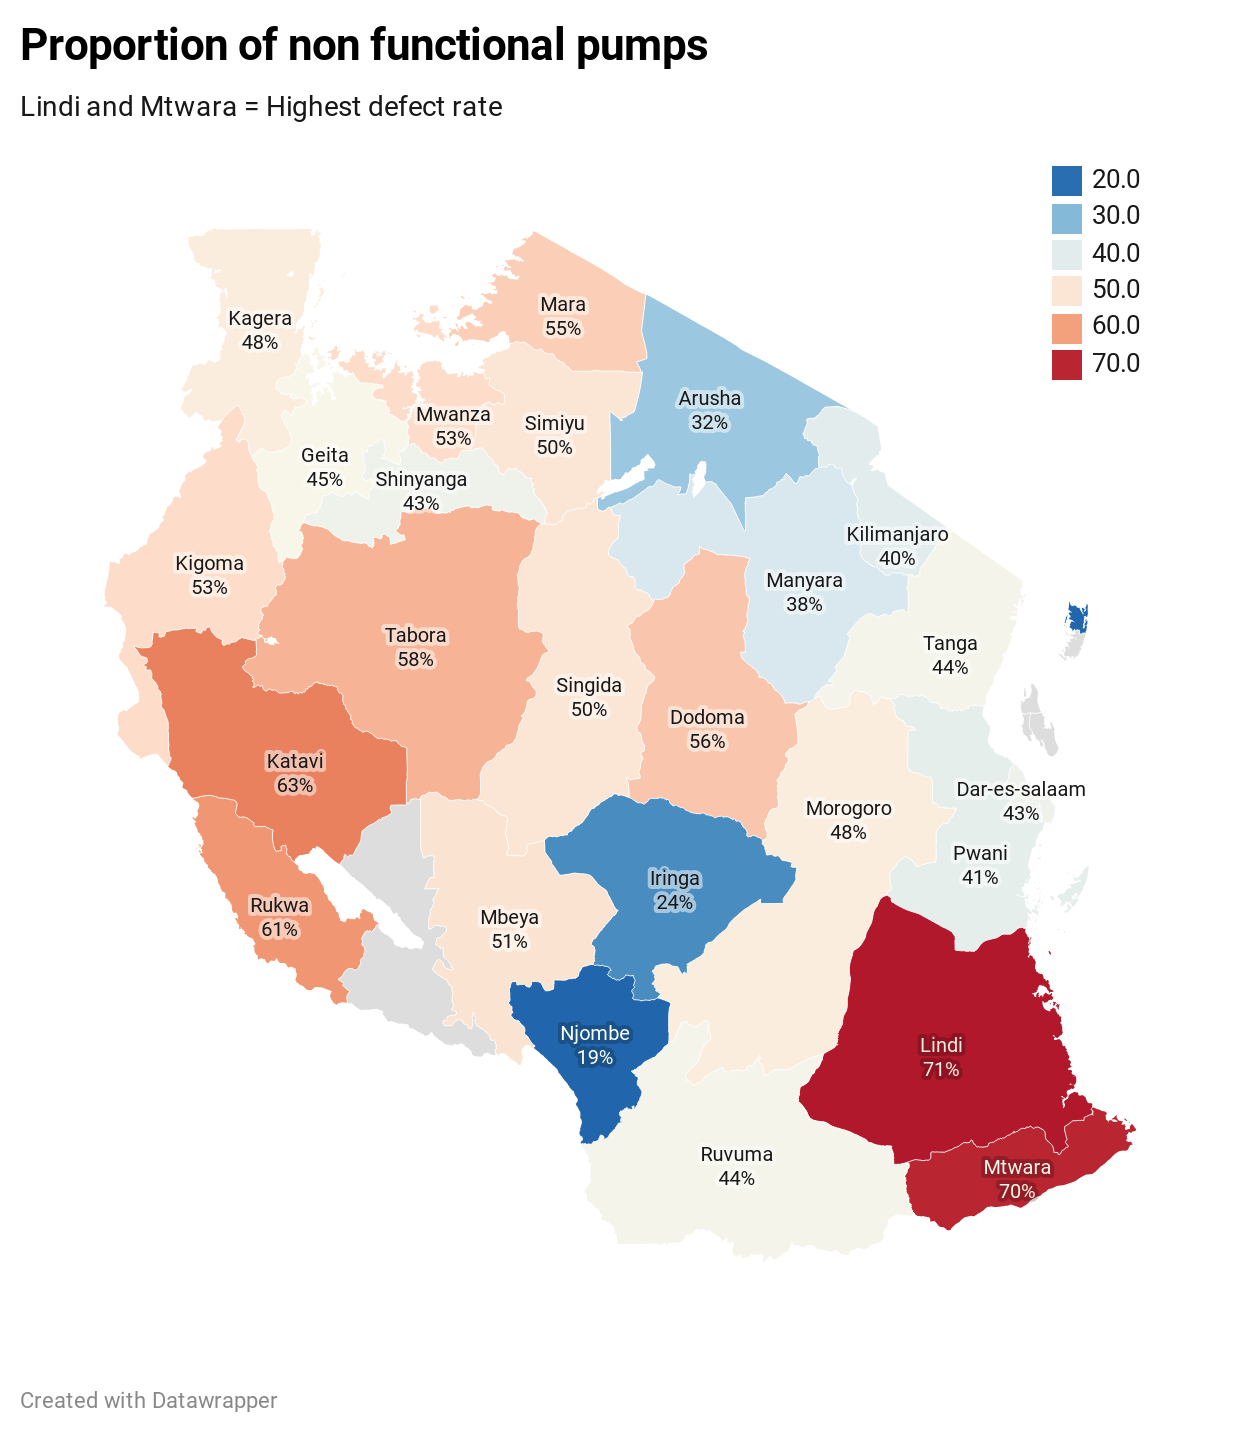 Proportion of non functional pumps
Lindi and Mtwara = Highest defect rate
20.0
30.0
40.0
50.0
60.0
70.0
Kagera
48%
Mara
55%
Arusha
32%
Mwanza
53%
Simiyu
50%
Geita
45%
Shinyanga
43%
Kilimanjaro
40%
Kigoma
53%
Manyara
38%
Tabora
58%
Tanga
44%
Singida
50%
Dodoma
56%
Katavi
63%
Dar-es-salaam
43%
Morogoro
48%
Pwani
41%
Iringa
24%
Rukwa
61%
Mbeya
51%
Njombe
19%
Lindi
71%
Ruvuma
44%
Mtwara
70%
Created with Datawrapper